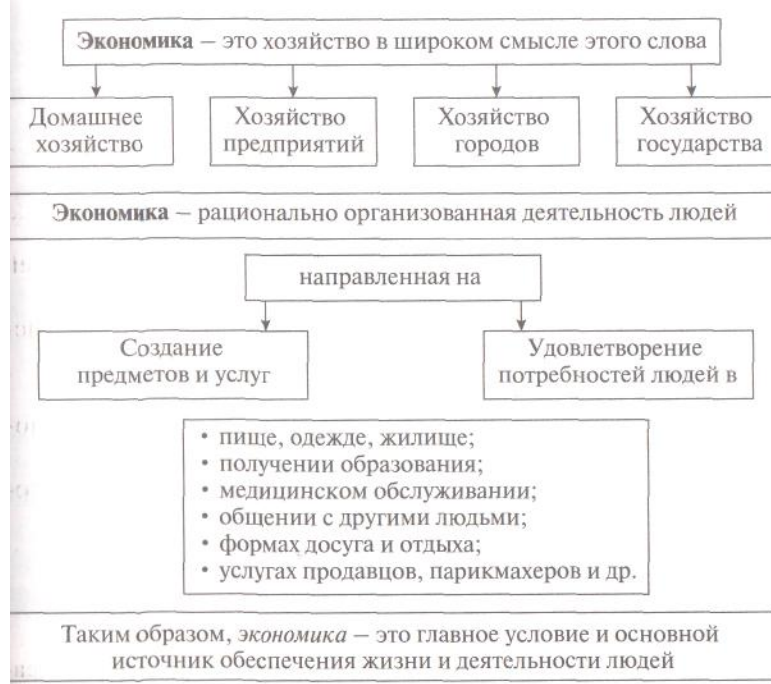 Экономика – это хозяйство в широком смысле этого слова
Домашнее
хозяйство
Хозяйство
предприятий
Хозяйство
городов
Хозяйство
государства
Экономика – рационально организованная деятельность людей
направленная на
Создание
предметов и услуг
Удовлетворение
потребностей людей в
• пище, одежде, жилище;
• получении образования;
• медицинском обслуживании;
• общении с другими людьми;
• формах досуга и отдыха;
• услугах продавцов, парикмахеров и др.
Таким образом, экономика – это главное условие и основной
источник обеспечения жизни и деятельности людей